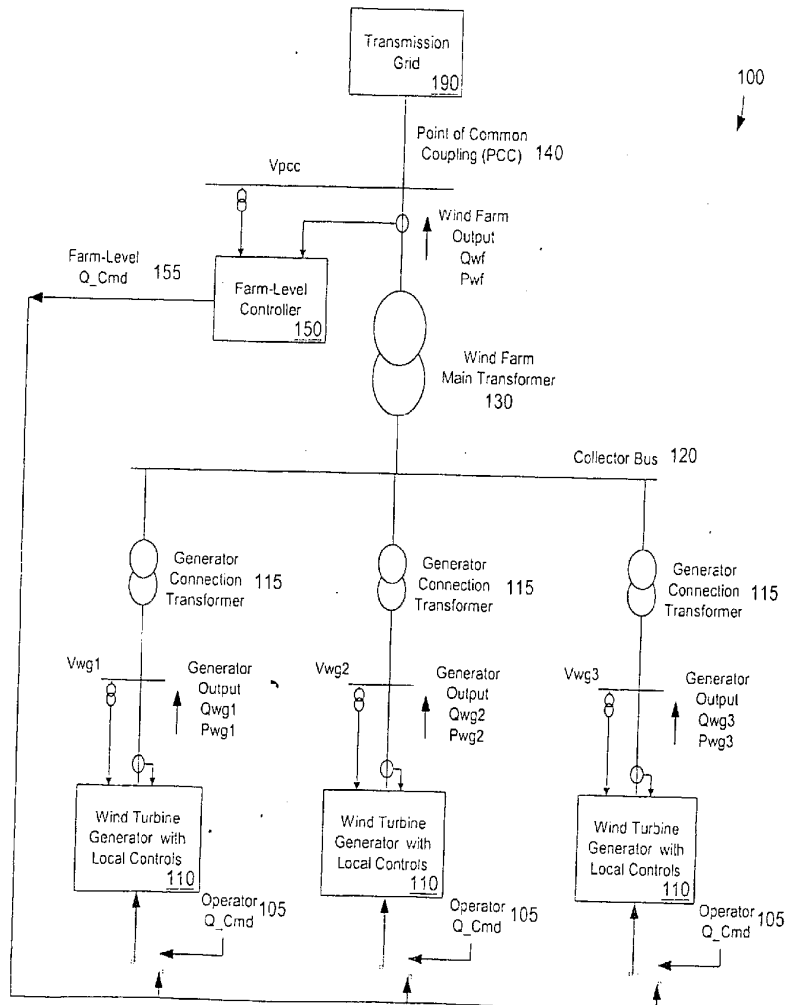 Transmission
Grid
190
100
Point of Common
Coupling (PCC) 140
Vpcc
Wind Farm
Output
Qwf
Pwf
Farm-Level
Q_Cmd 155
Farm-Level
Controller
150
Wind Farm
Main Transformer
130
Collector Bus 120
Generator
Connection 115
Transformer
Generator
Connection 115
Transformer
Generator
Connection 115
Transformer
Vwg1
Generator
Output
Qwg1
Pwg1
Vwg2
Generator
Output
Qwg2
Pwg2
Vwg3
Generator
Output
Qwg3
Pwg3
Wind Turbine
Generator with
Local Controls
110
Wind Turbine
Generator with
Local Controls
110
Wind Turbine
Generator with
Local Controls
110
Operator 105
Q_Cmd
Operator 105
Q_Cmd
Operator 105
Q_Cmd